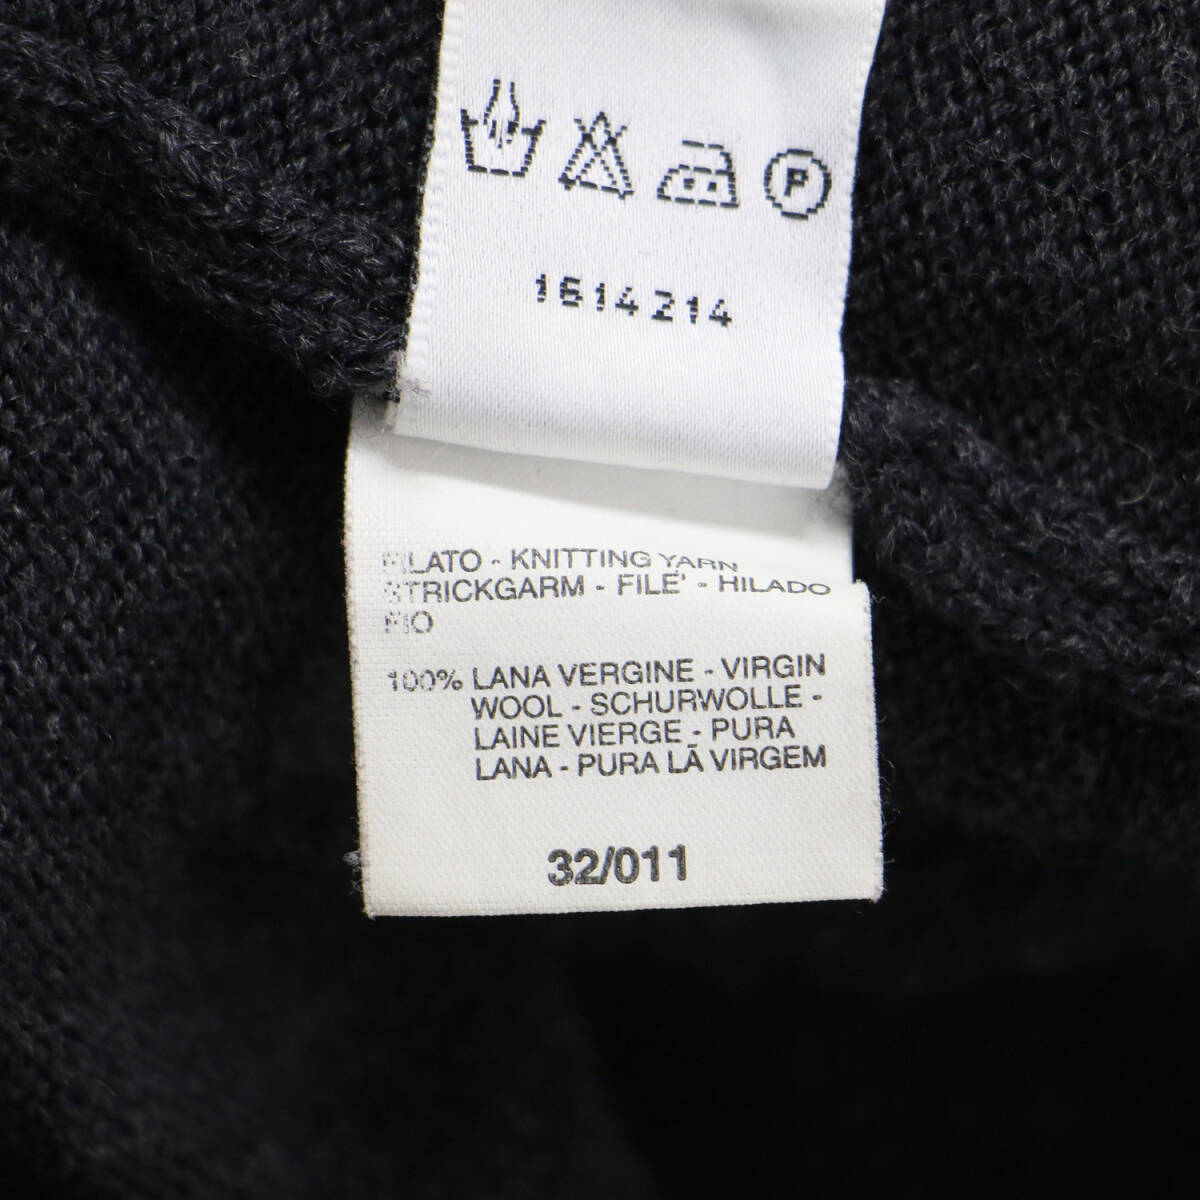 P
1614214
FILATO - KNITTING YARN
STRICKGARM - FILE' - HILADO
FIO
100% LANA VERGINE - VIRGIN
WOOL - SCHURWOLLE -
LAINE VIERGE - PURA
LANA - PURA LÃ VIRGEM
32/011